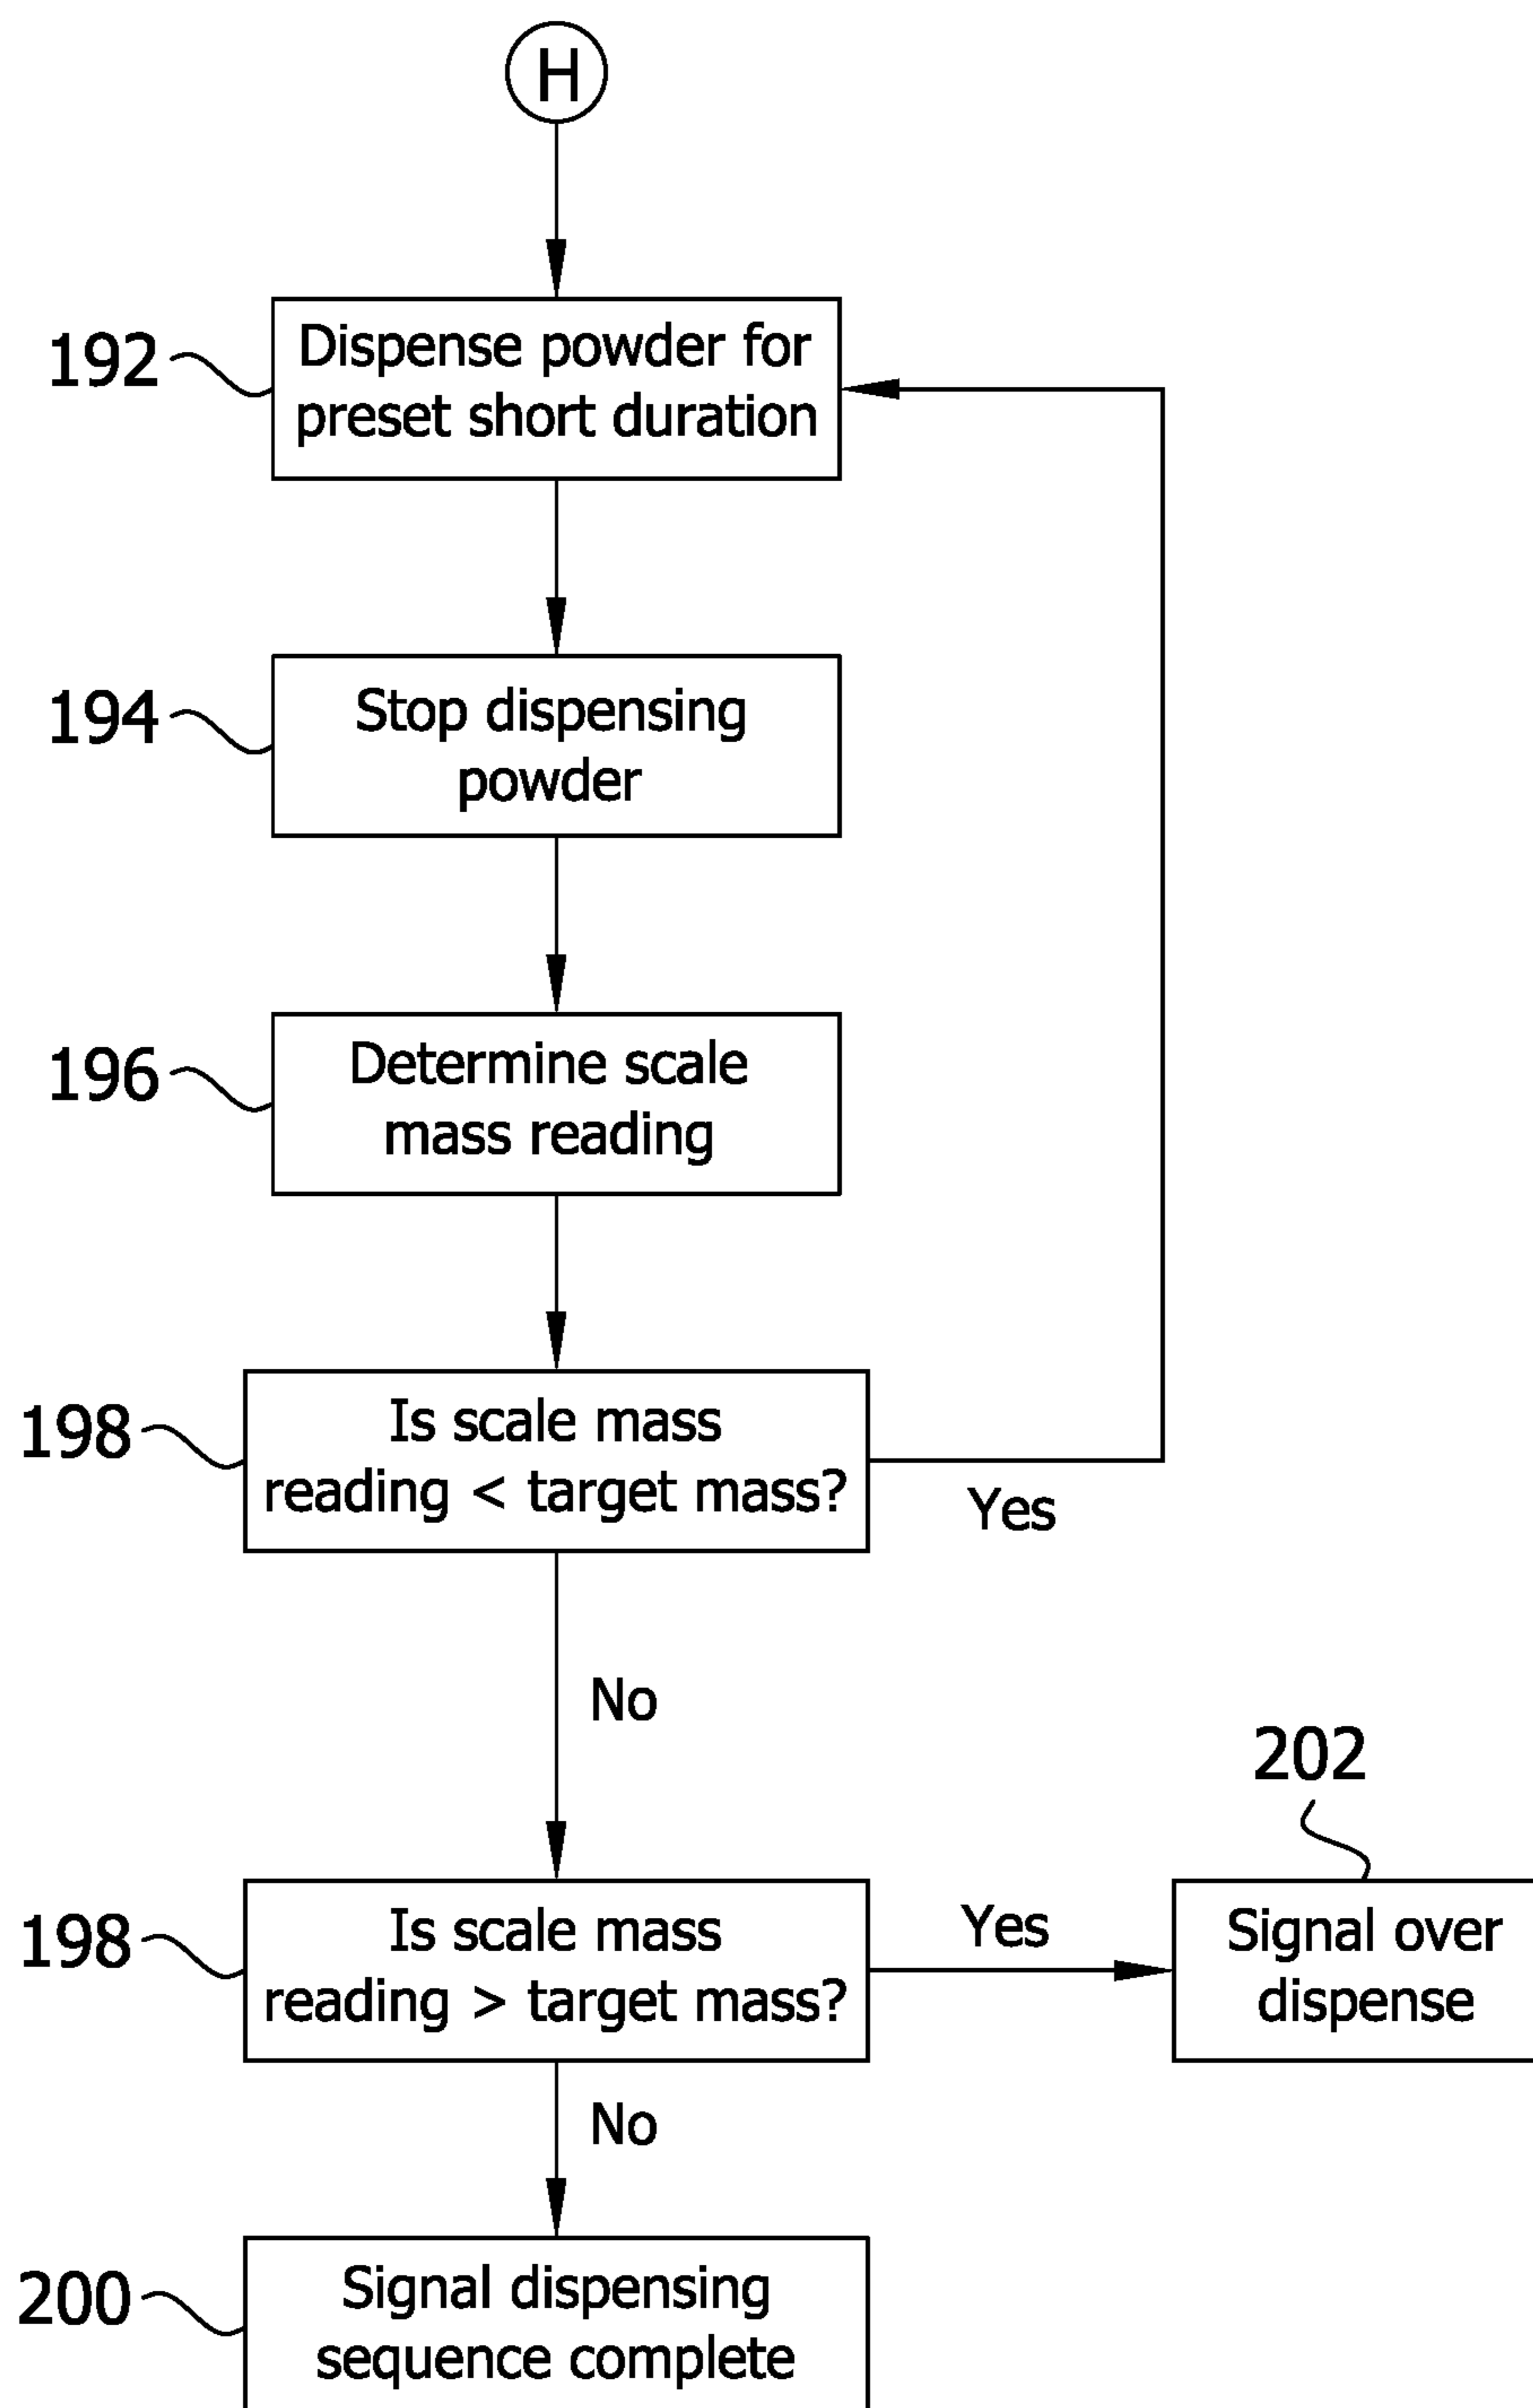 H
192
Dispense powder for
preset short duration
194
Stop dispensing
powder
196
Determine scale
mass reading
198
Is scale mass
reading < target mass?
Yes
No
202
198
Is scale mass
reading > target mass?
Yes
Signal over
dispense
No
200
Signal dispensing
sequence complete